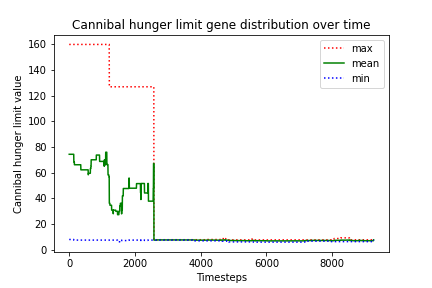 Cannibal hunger limit gene distribution over time
max
mean
min
Cannibal hunger limit value
160
140
120
100
80
60
40
20
0
0 2000 4000 6000 8000
Timesteps